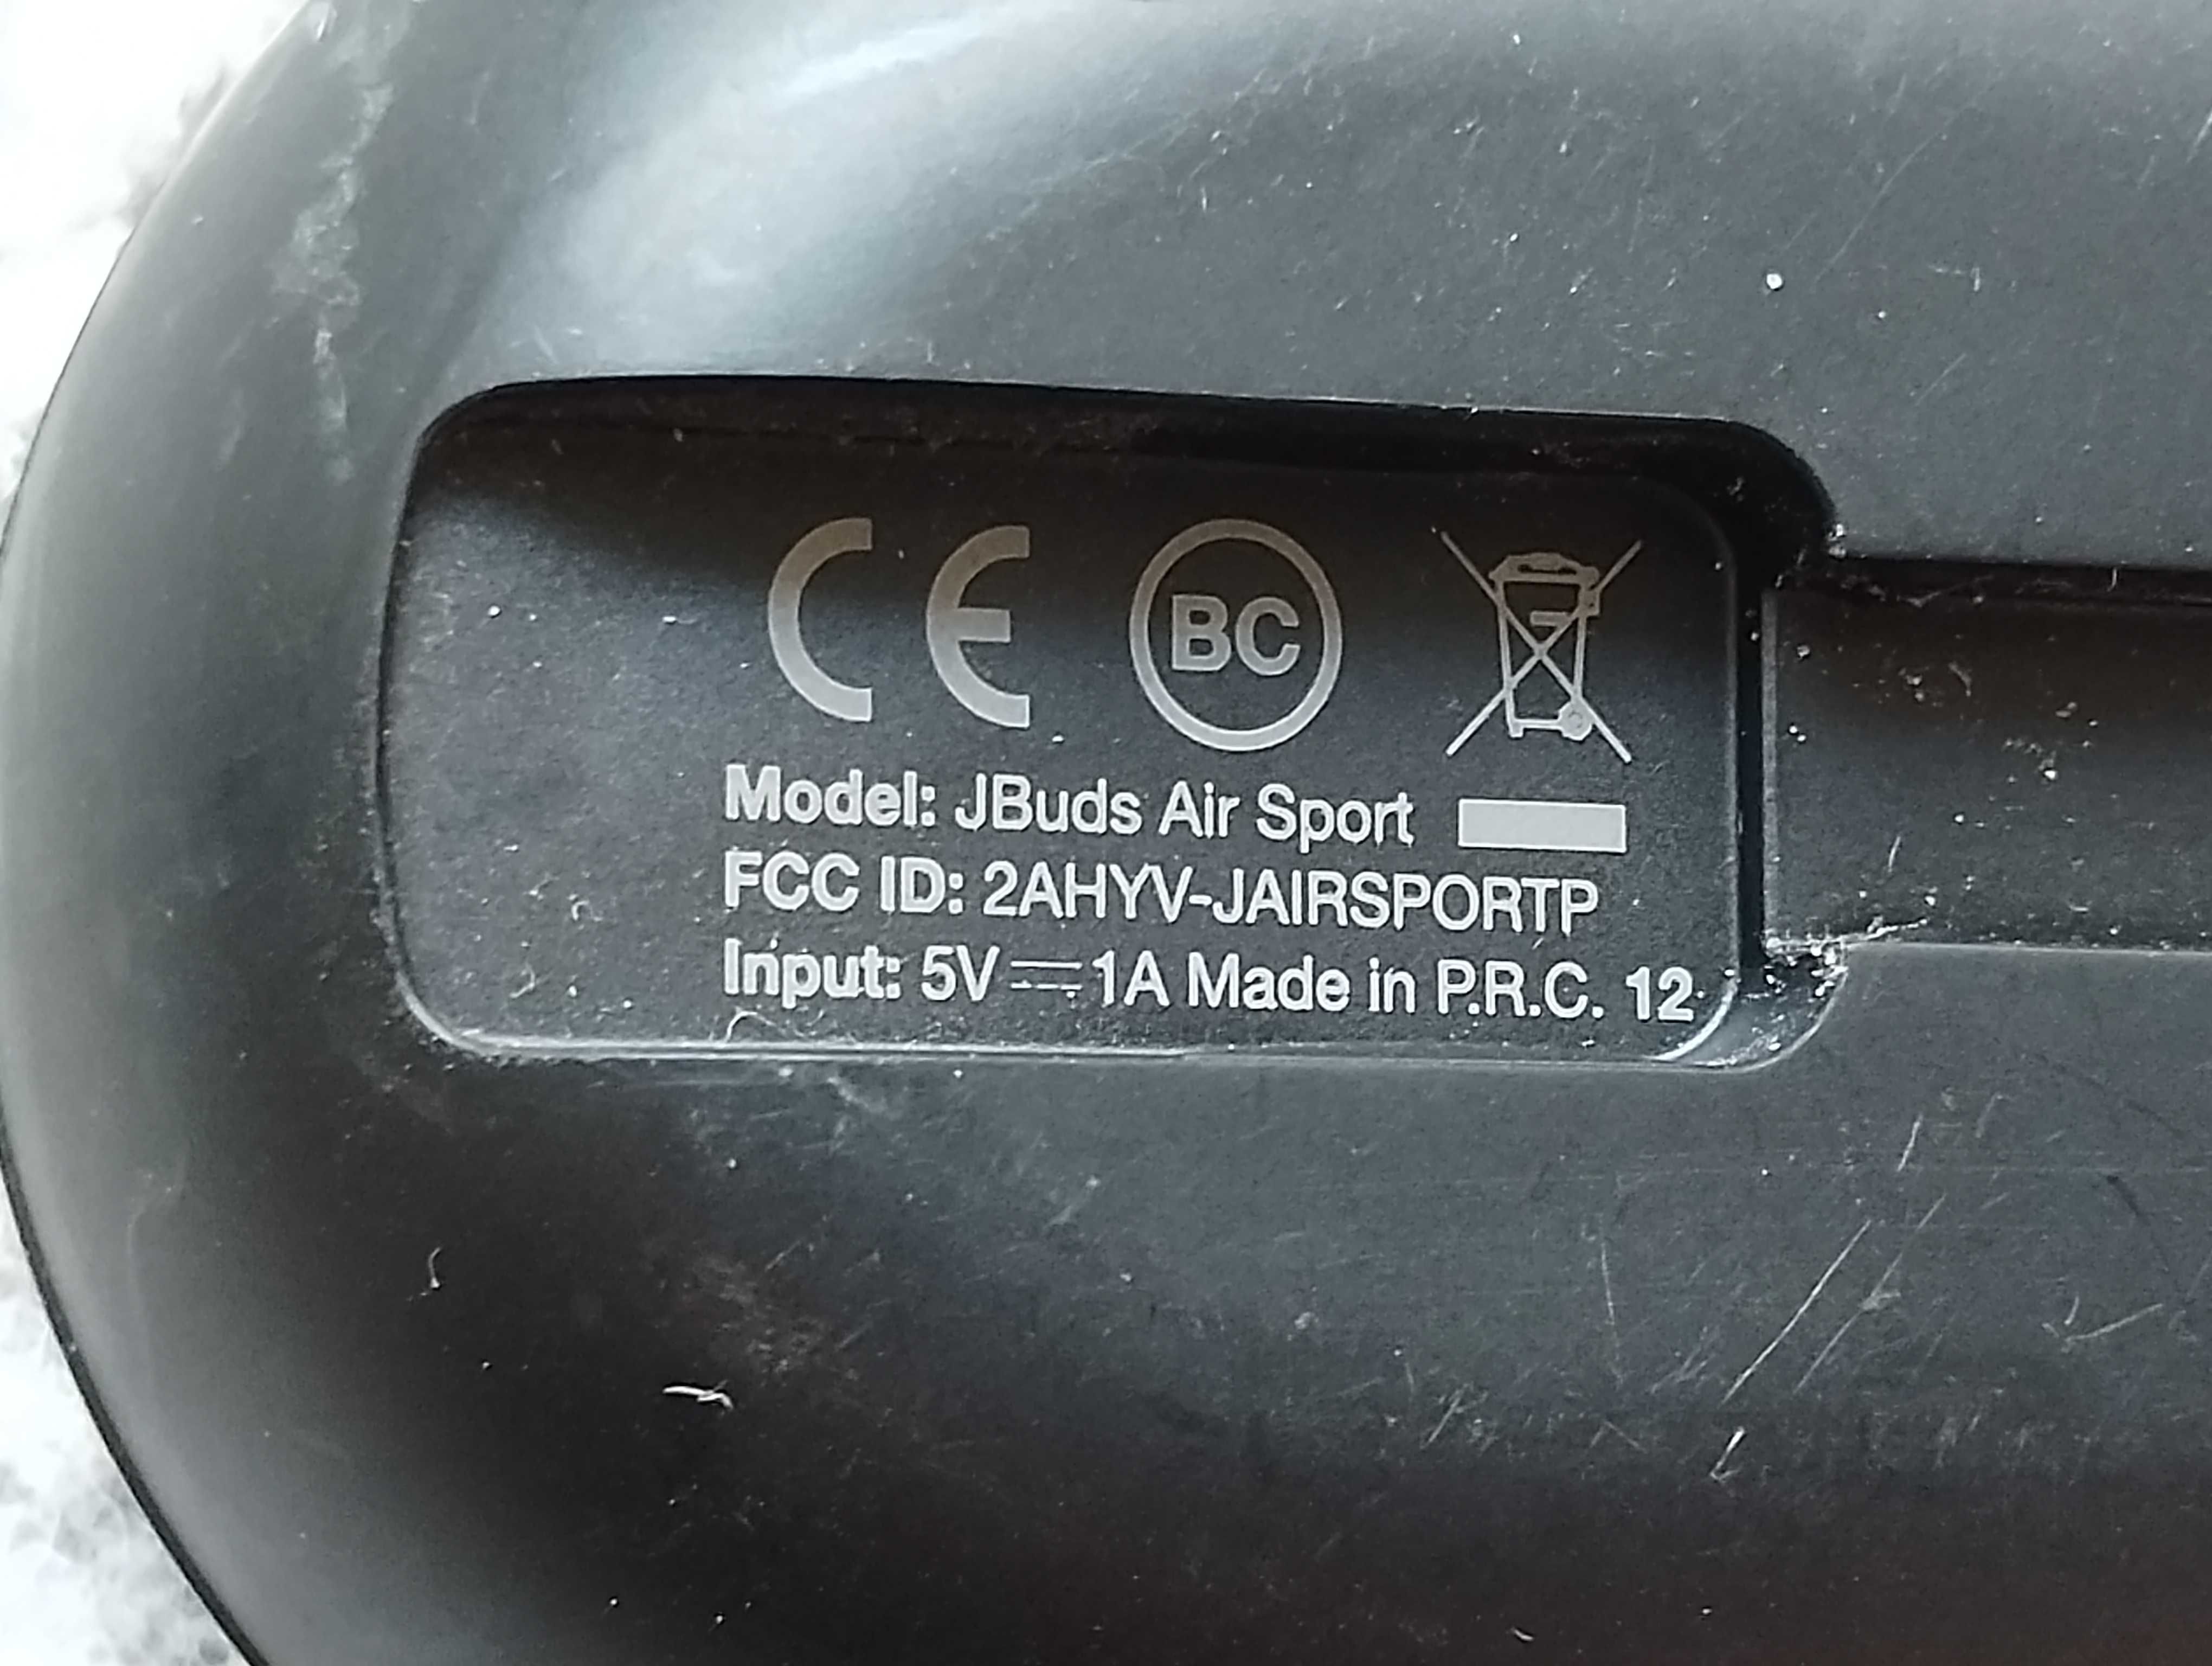 CE BC
Model: JBuds Air Sport
FCC ID: 2AHYV-JAIRSPORTP
Input: 5V⎓1A Made in P.R.C. 12